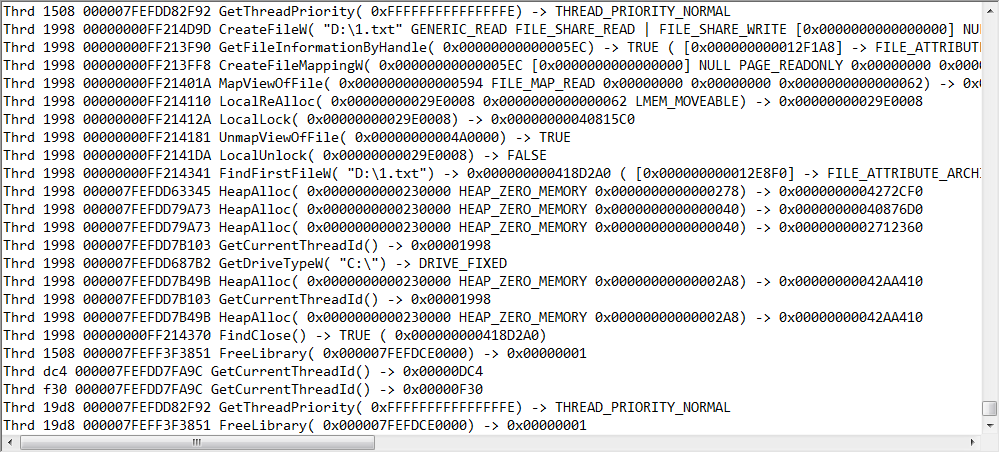 Thrd 1508 000007FEFDD82F92 GetThreadPriority( 0xFFFFFFFFFFFFFFFE) -> THREAD_PRIORITY_NORMAL
Thrd 1998 00000000FF214D9D CreateFileW( "D:\1.txt" GENERIC_READ FILE_SHARE_READ | FILE_SHARE_WRITE [0x0000000000000000] NU
Thrd 1998 00000000FF213F90 GetFileInformationByHandle( 0x00000000000005EC) -> TRUE ( [0x000000000012F1A8] -> FILE_ATTRIBUT
Thrd 1998 00000000FF213FF8 CreateFileMappingW( 0x00000000000005EC [0x0000000000000000] NULL PAGE_READONLY 0x00000000 0x000
Thrd 1998 00000000FF21401A MapViewOfFile( 0x0000000000000594 FILE_MAP_READ 0x00000000 0x00000000 0x0000000000000062) -> 0x
Thrd 1998 00000000FF214110 LocalReAlloc( 0x00000000029E0008 0x0000000000000062 LMEM_MOVEABLE) -> 0x00000000029E0008
Thrd 1998 00000000FF21412A LocalLock( 0x00000000029E0008) -> 0x00000000040815C0
Thrd 1998 00000000FF214181 UnmapViewOfFile( 0x00000000004A0000) -> TRUE
Thrd 1998 00000000FF2141DA LocalUnlock( 0x00000000029E0008) -> FALSE
Thrd 1998 00000000FF214341 FindFirstFileW( "D:\1.txt") -> 0x000000000418D2A0 ( [0x000000000012E8F0] -> FILE_ATTRIBUTE_ARCH
Thrd 1998 000007FEFDD63345 HeapAlloc( 0x0000000000230000 HEAP_ZERO_MEMORY 0x0000000000000278) -> 0x0000000004272CF0
Thrd 1998 000007FEFDD79A73 HeapAlloc( 0x0000000000230000 HEAP_ZERO_MEMORY 0x0000000000000040) -> 0x00000000040876D0
Thrd 1998 000007FEFDD79A73 HeapAlloc( 0x0000000000230000 HEAP_ZERO_MEMORY 0x0000000000000040) -> 0x0000000002712360
Thrd 1998 000007FEFDD7B103 GetCurrentThreadId() -> 0x00001998
Thrd 1998 000007FEFDD687B2 GetDriveTypeW( "C:\") -> DRIVE_FIXED
Thrd 1998 000007FEFDD7B49B HeapAlloc( 0x0000000000230000 HEAP_ZERO_MEMORY 0x00000000000002A8) -> 0x00000000042AA410
Thrd 1998 000007FEFDD7B103 GetCurrentThreadId() -> 0x00001998
Thrd 1998 000007FEFDD7B49B HeapAlloc( 0x0000000000230000 HEAP_ZERO_MEMORY 0x00000000000002A8) -> 0x00000000042AA410
Thrd 1998 00000000FF214370 FindClose() -> TRUE ( 0x000000000418D2A0)
Thrd 1508 000007FEFF3F3851 FreeLibrary( 0x000007FEFDCE0000) -> 0x00000001
Thrd dc4 000007FEFDD7FA9C GetCurrentThreadId() -> 0x00000DC4
Thrd f30 000007FEFDD7FA9C GetCurrentThreadId() -> 0x00000F30
Thrd 19d8 000007FEFDD82F92 GetThreadPriority( 0xFFFFFFFFFFFFFFFE) -> THREAD_PRIORITY_NORMAL
Thrd 19d8 000007FEFF3F3851 FreeLibrary( 0x000007FEFDCE0000) -> 0x00000001